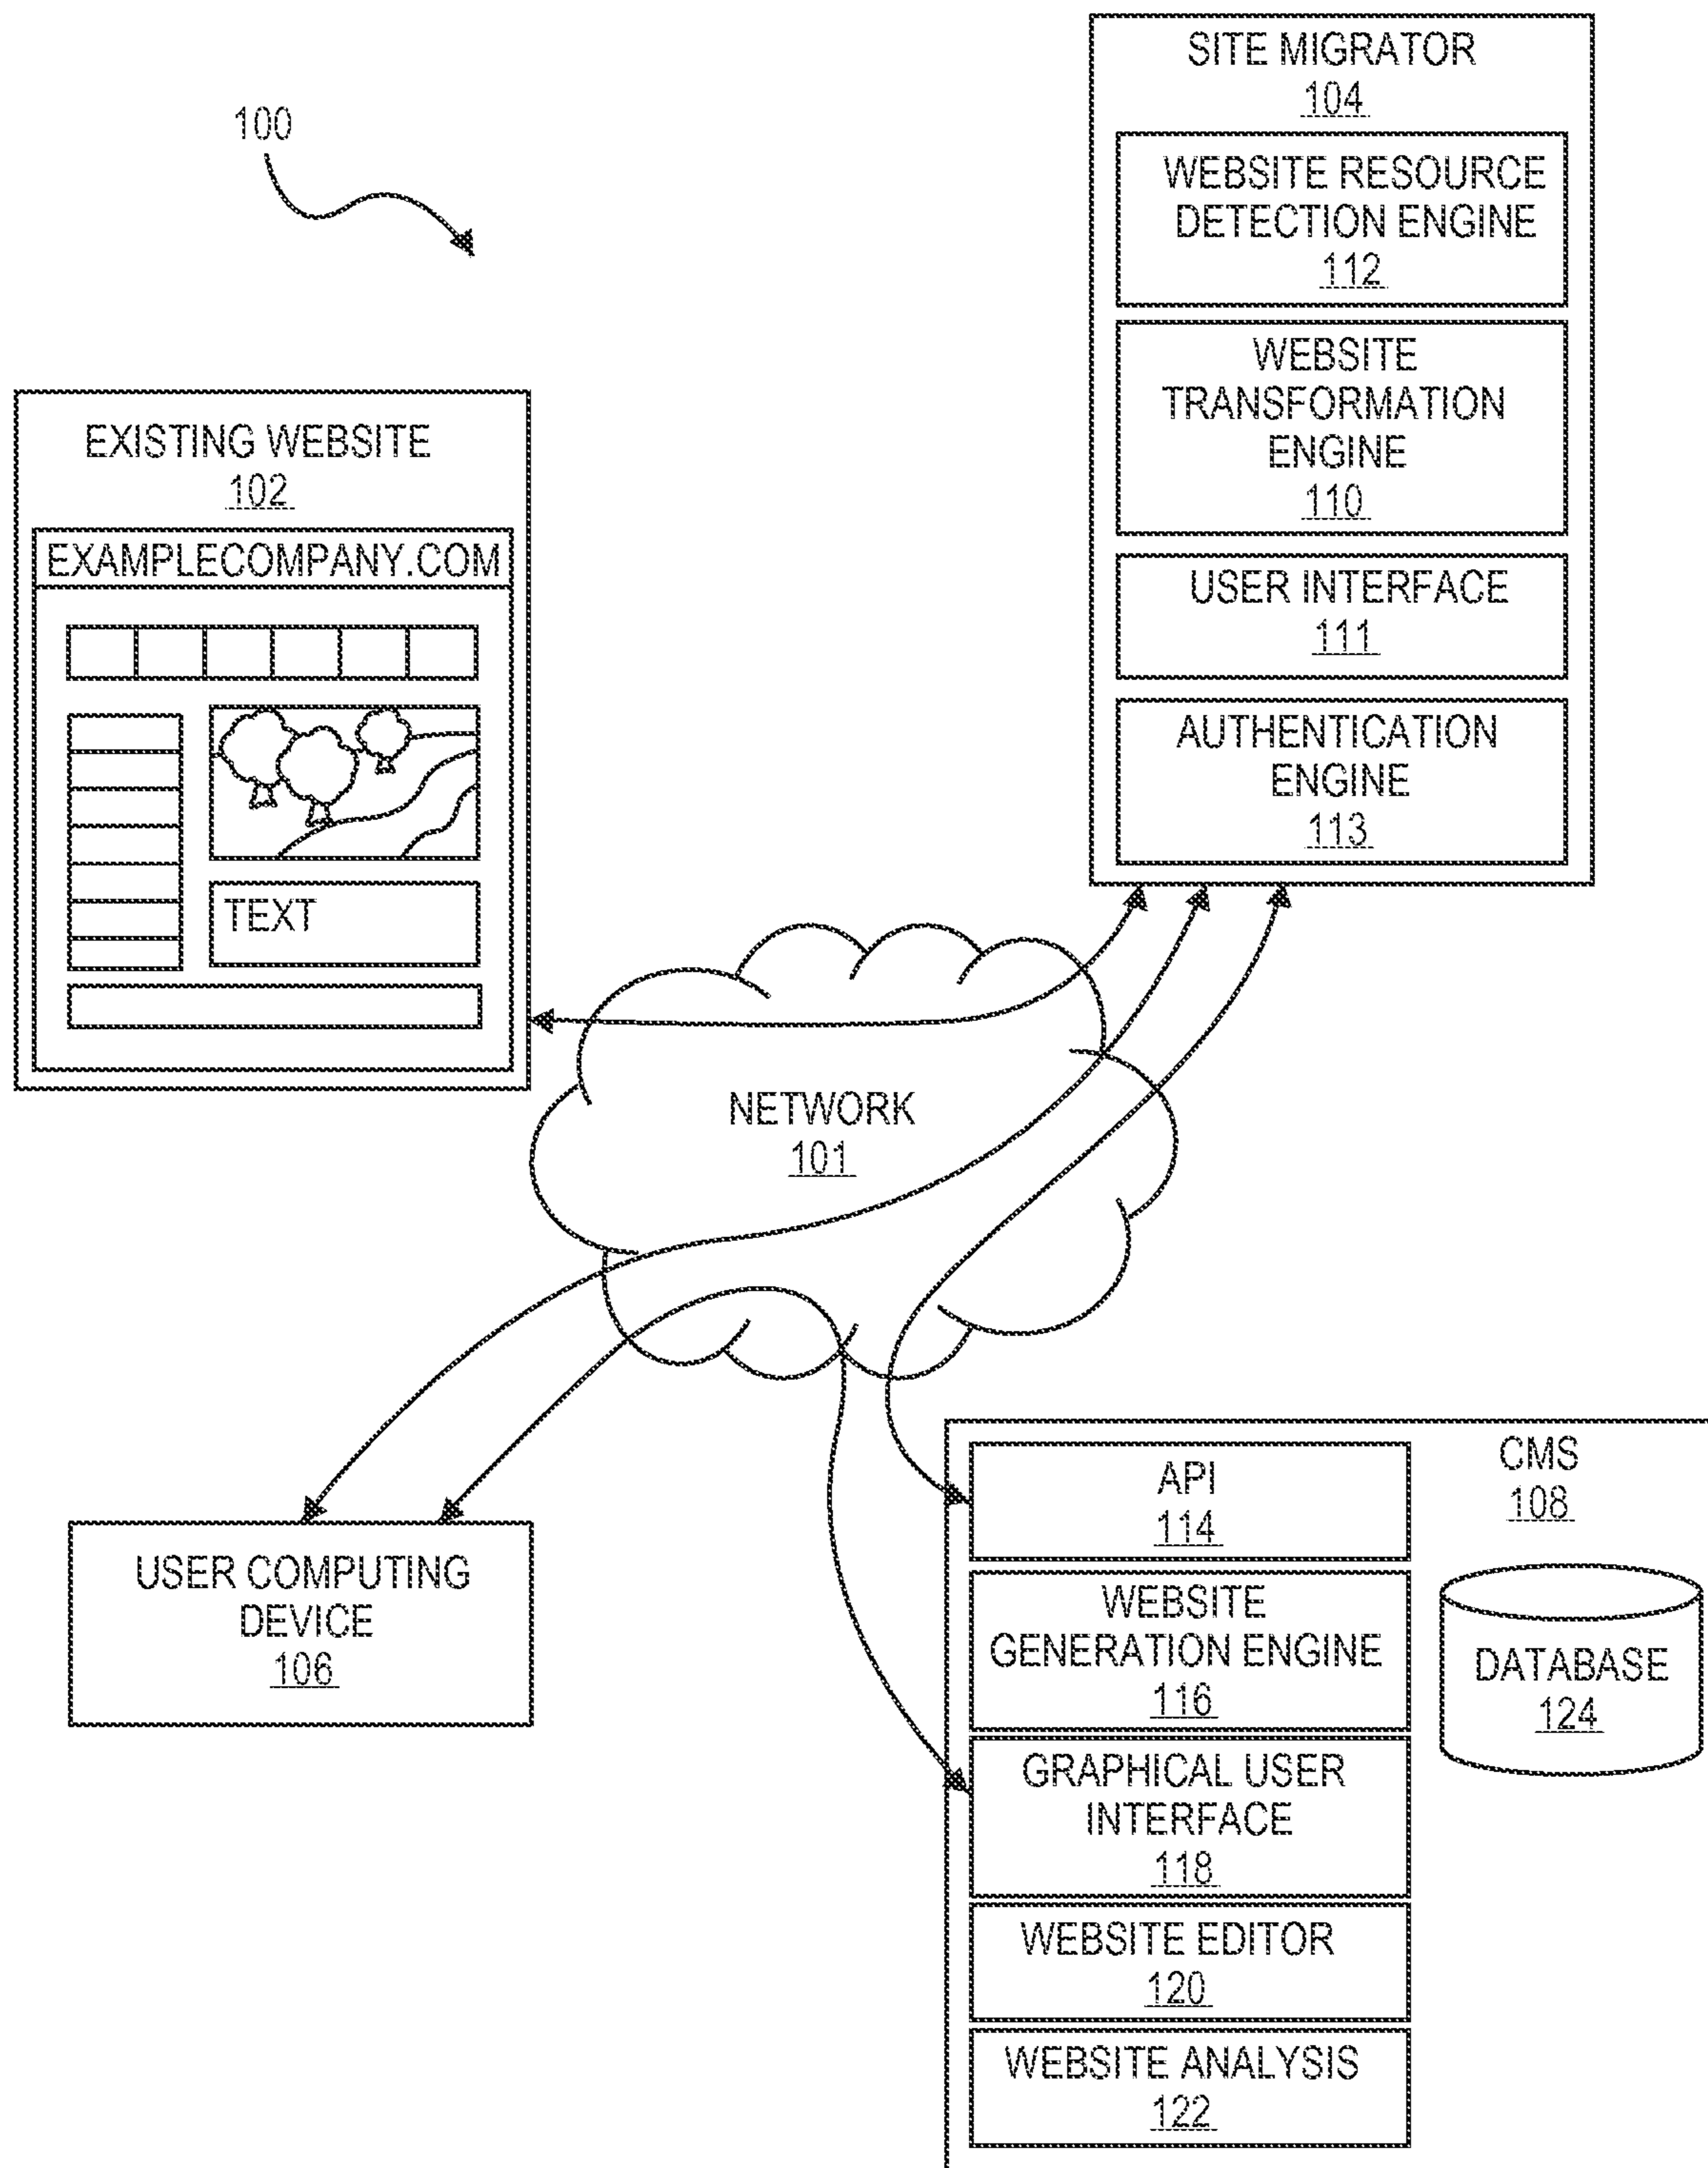 100
SITE MIGRATOR
104
WEBSITE RESOURCE
DETECTION ENGINE
112
WEBSITE
TRANSFORMATION
ENGINE
110
USER INTERFACE
111
AUTHENTICATION
ENGINE
113
EXISTING WEBSITE
102
EXAMPLECOMPANY.COM
TEXT
NETWORK
101
USER COMPUTING
DEVICE
106
CMS
108
API
114
WEBSITE
GENERATION ENGINE
116
GRAPHICAL USER
INTERFACE
118
WEBSITE EDITOR
120
WEBSITE ANALYSIS
122
DATABASE
124